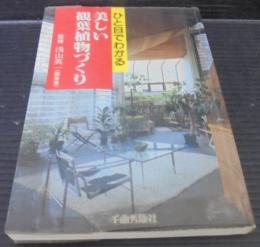 ひと目でわかる
美しい
観葉植物づくり
監修 浅山英一
千曲秀版社